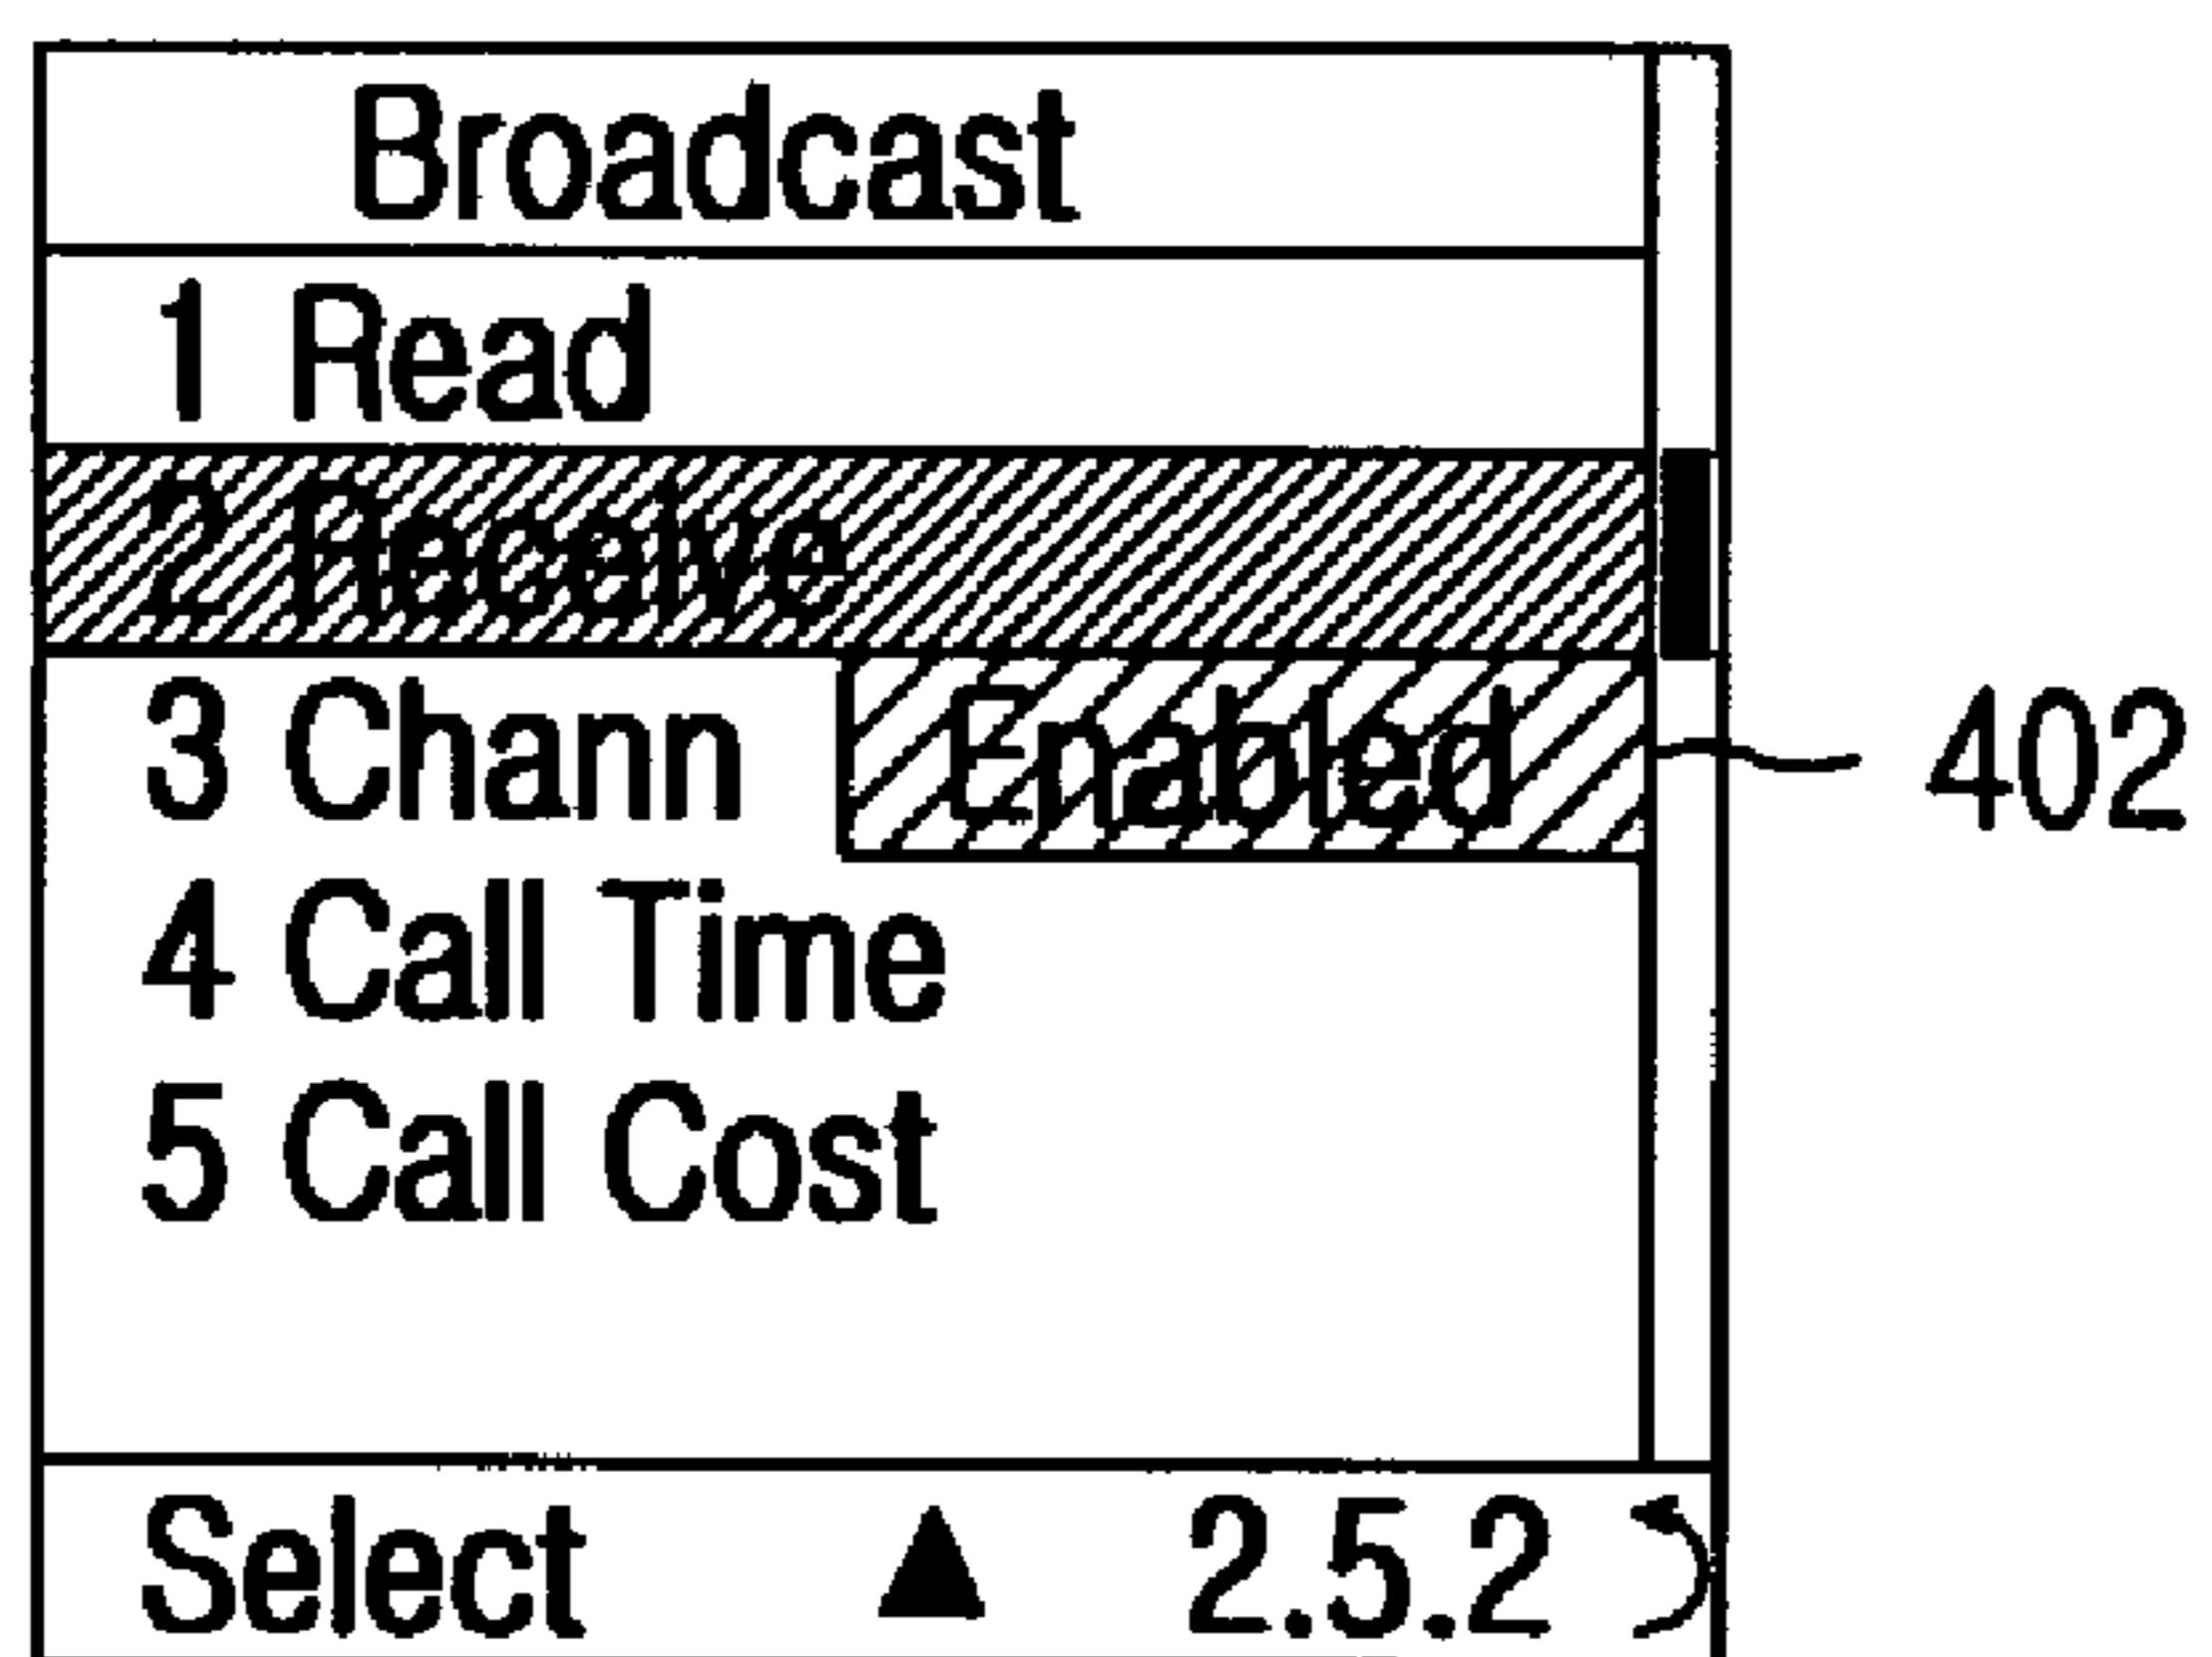 Broadcast
1 Read
2 Receive
3 Chann Enabled 402
4 Call Time
5 Call Cost
Select ▲ 2.5.2